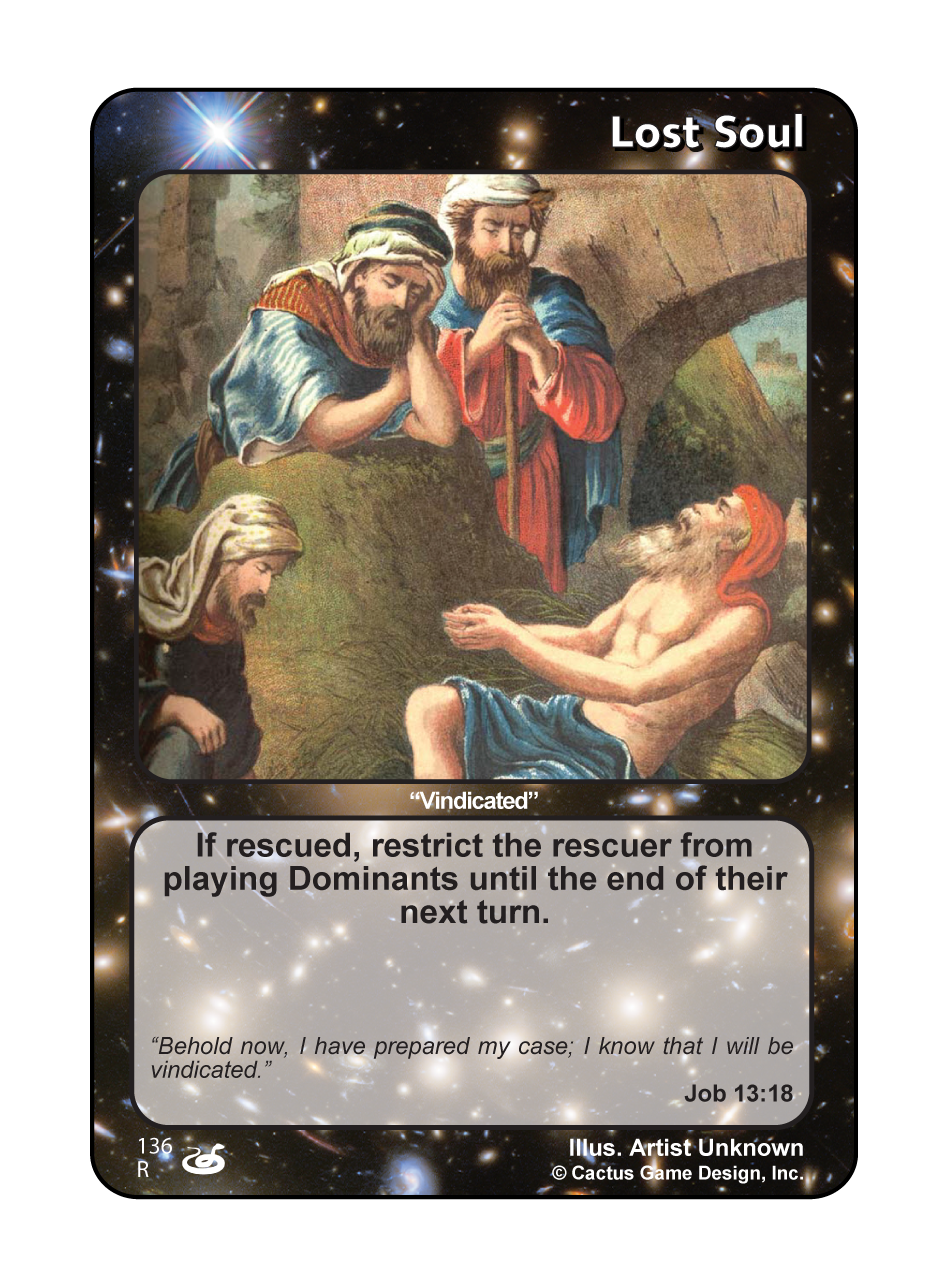 Lost Soul
“Vindicated”
If rescued, restrict the rescuer from
playing Dominants until the end of their
next turn.
“Behold now, I have prepared my case; I know that I will be
vindicated.”
Job 13:18
136
R
Illus. Artist Unknown
© Cactus Game Design, Inc.